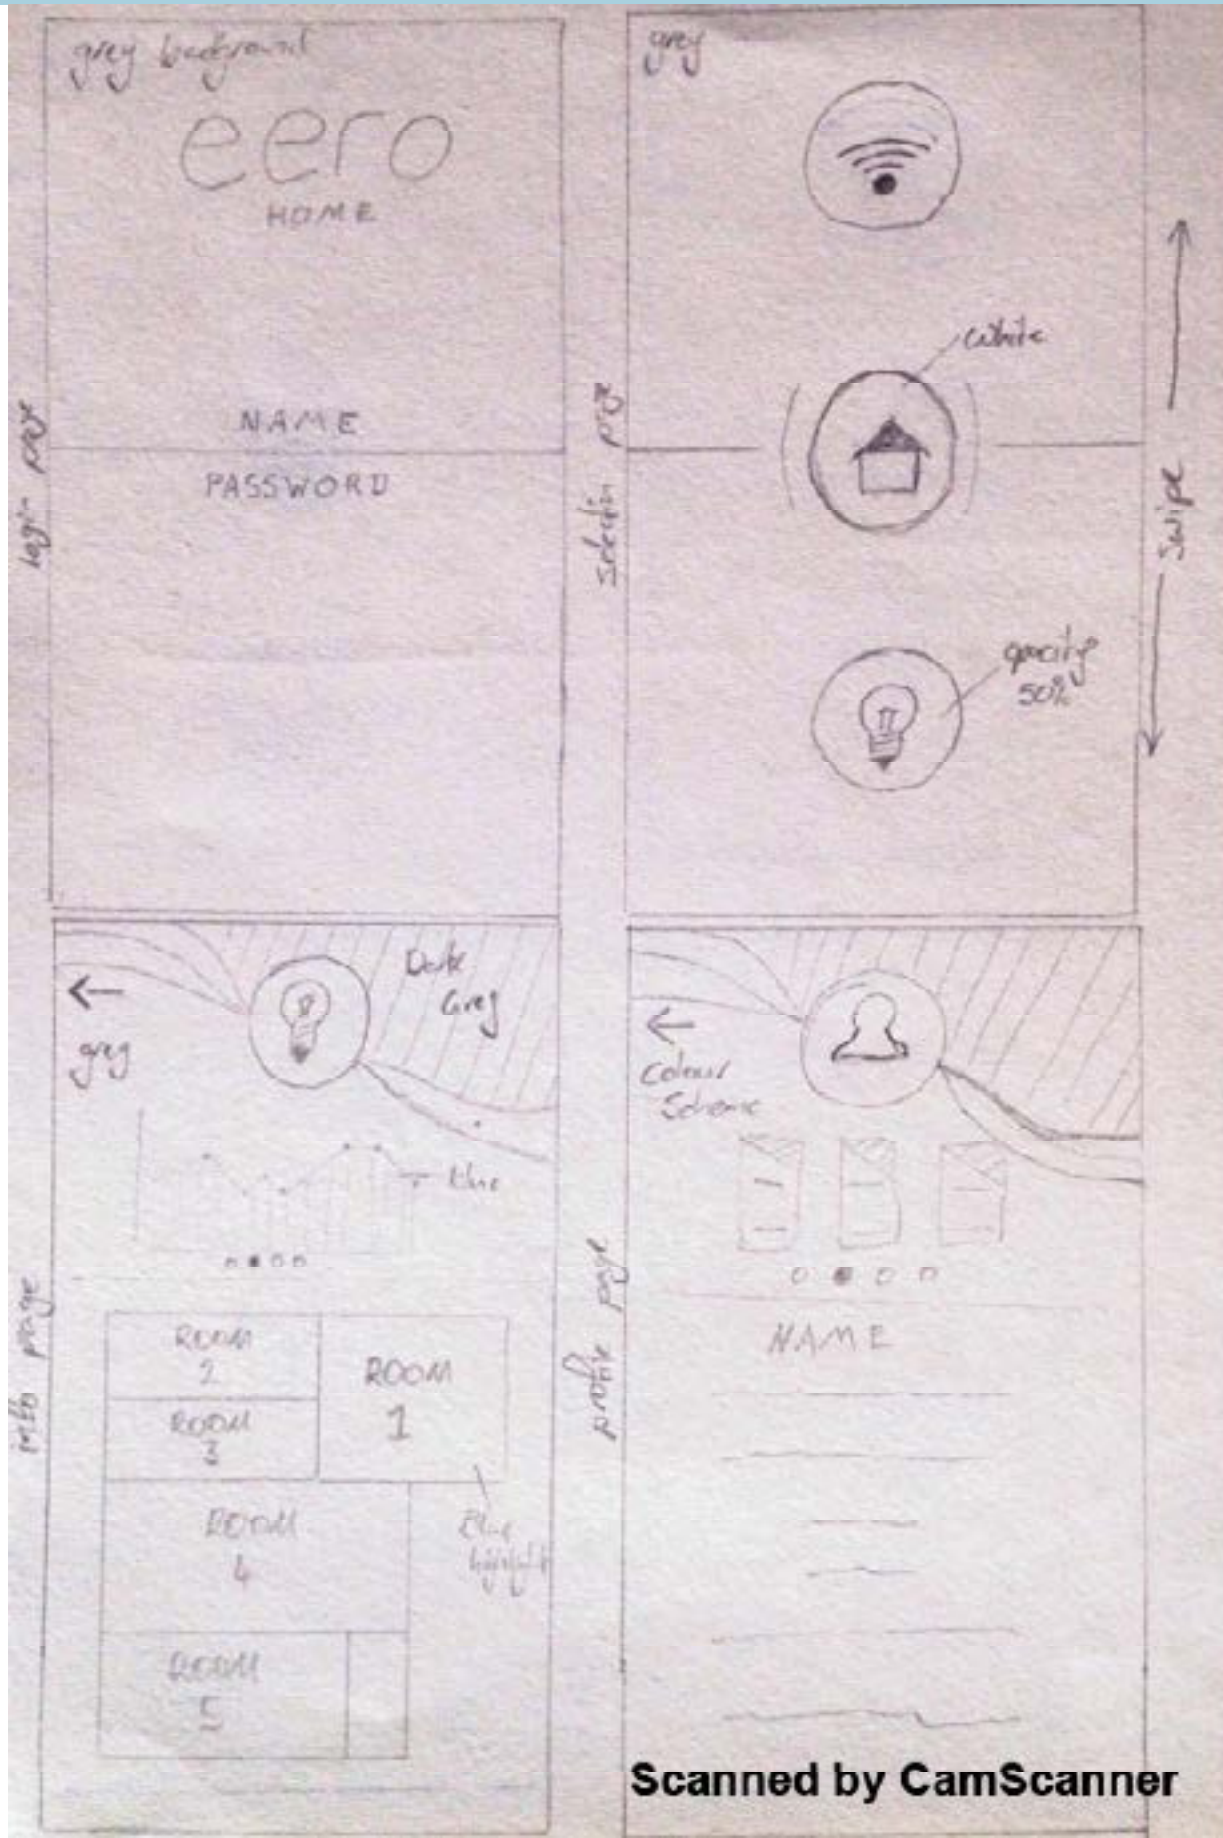 grey background
eero
HOME
login page
NAME
PASSWORD
grey
White
selection page
Swipe
opacity
50%
Dark
Grey
grey
blue
info page
ROOM
2
ROOM
1
ROOM
3
ROOM
4
Blue
highlight
ROOM
5
Colour
Scheme
profile page
NAME
Scanned by CamScanner